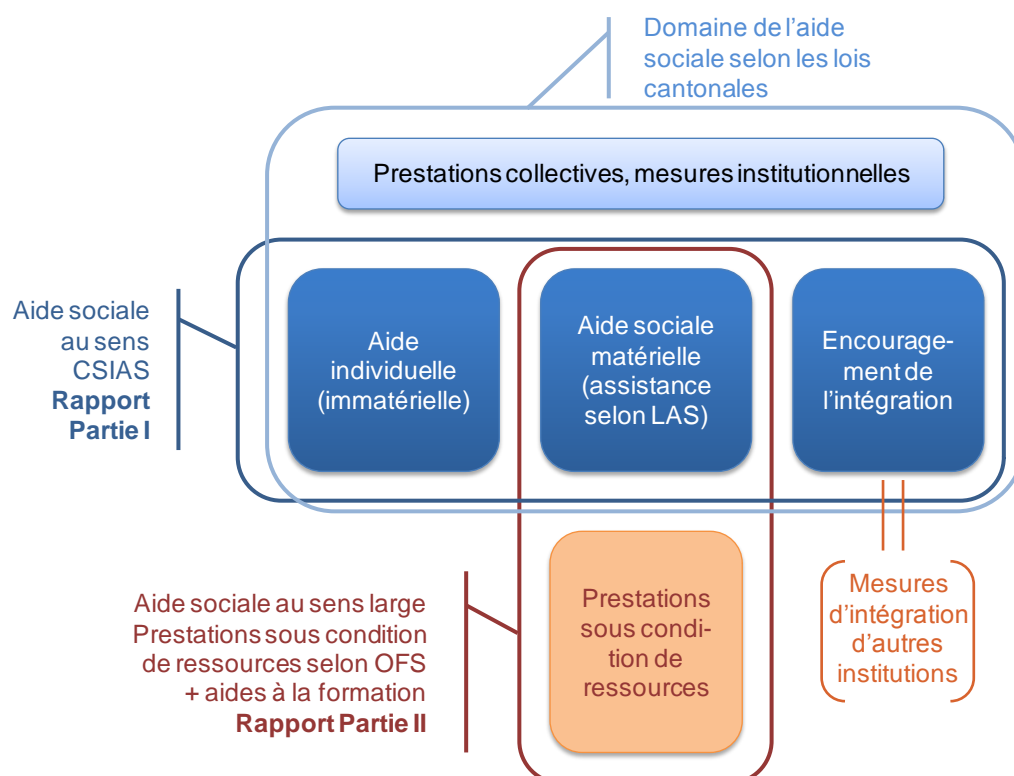 Domaine de l'aide
sociale selon les lois
cantonales
Prestations collectives, mesures institutionnelles
Aide sociale
au sens
CSIAS
Rapport
Partie I
Aide
individuelle
(immatérielle)
Aide sociale
matérielle
(assistance
selon LAS)
Encourage-
ment de
l'intégration
Aide sociale au sens large
Prestations sous condition
de ressources selon OFS
+ aides à la formation
Rapport Partie II
Prestations
sous condi-
tion de
ressources
Mesures
d'intégration
d'autres
institutions